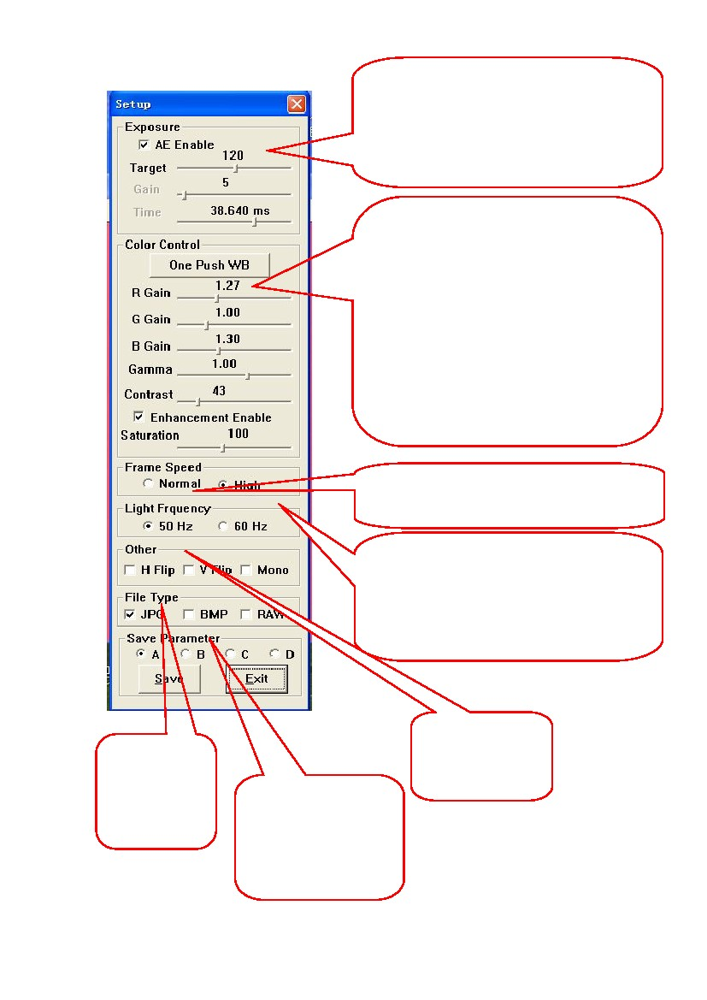 Setup
Exposure
AE Enable
120
Target
5
Gain
38.640 ms
Time
Color Control
One Push WB
1.27
R Gain
1.00
G Gain
1.30
B Gain
1.00
Gamma
43
Contrast
Enhancement Enable
100
Saturation
Frame Speed
Normal High
Light Frquency
50 Hz 60 Hz
Other
H Flip V Flip Mono
File Type
JPG BMP RAW
Save Parameter
A B C D
Save Exit